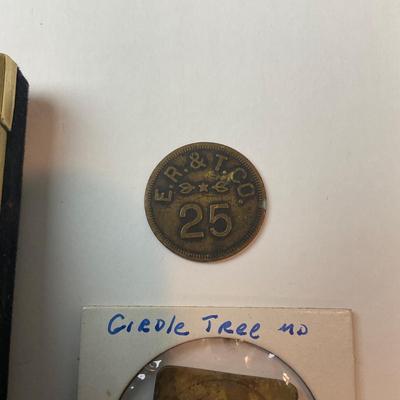 E.R. & T.CO.
25
Girdle Tree MD